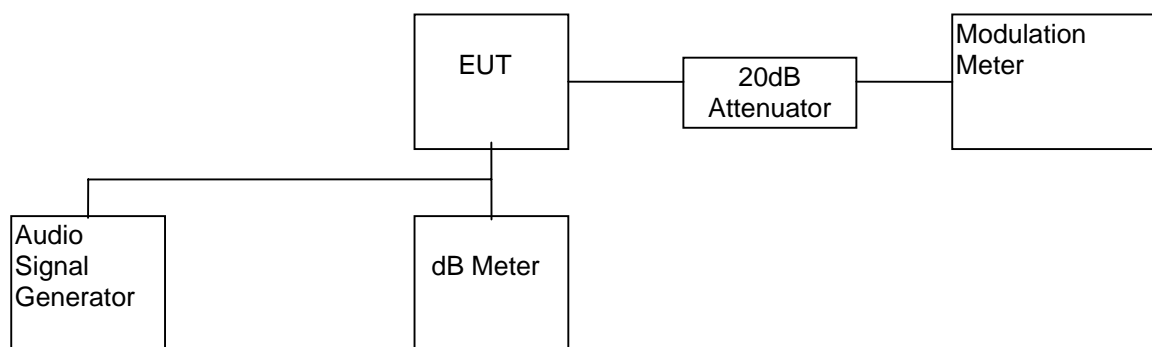 EUT
20dB
Attenuator
Modulation
Meter
Audio
Signal
Generator
dB Meter